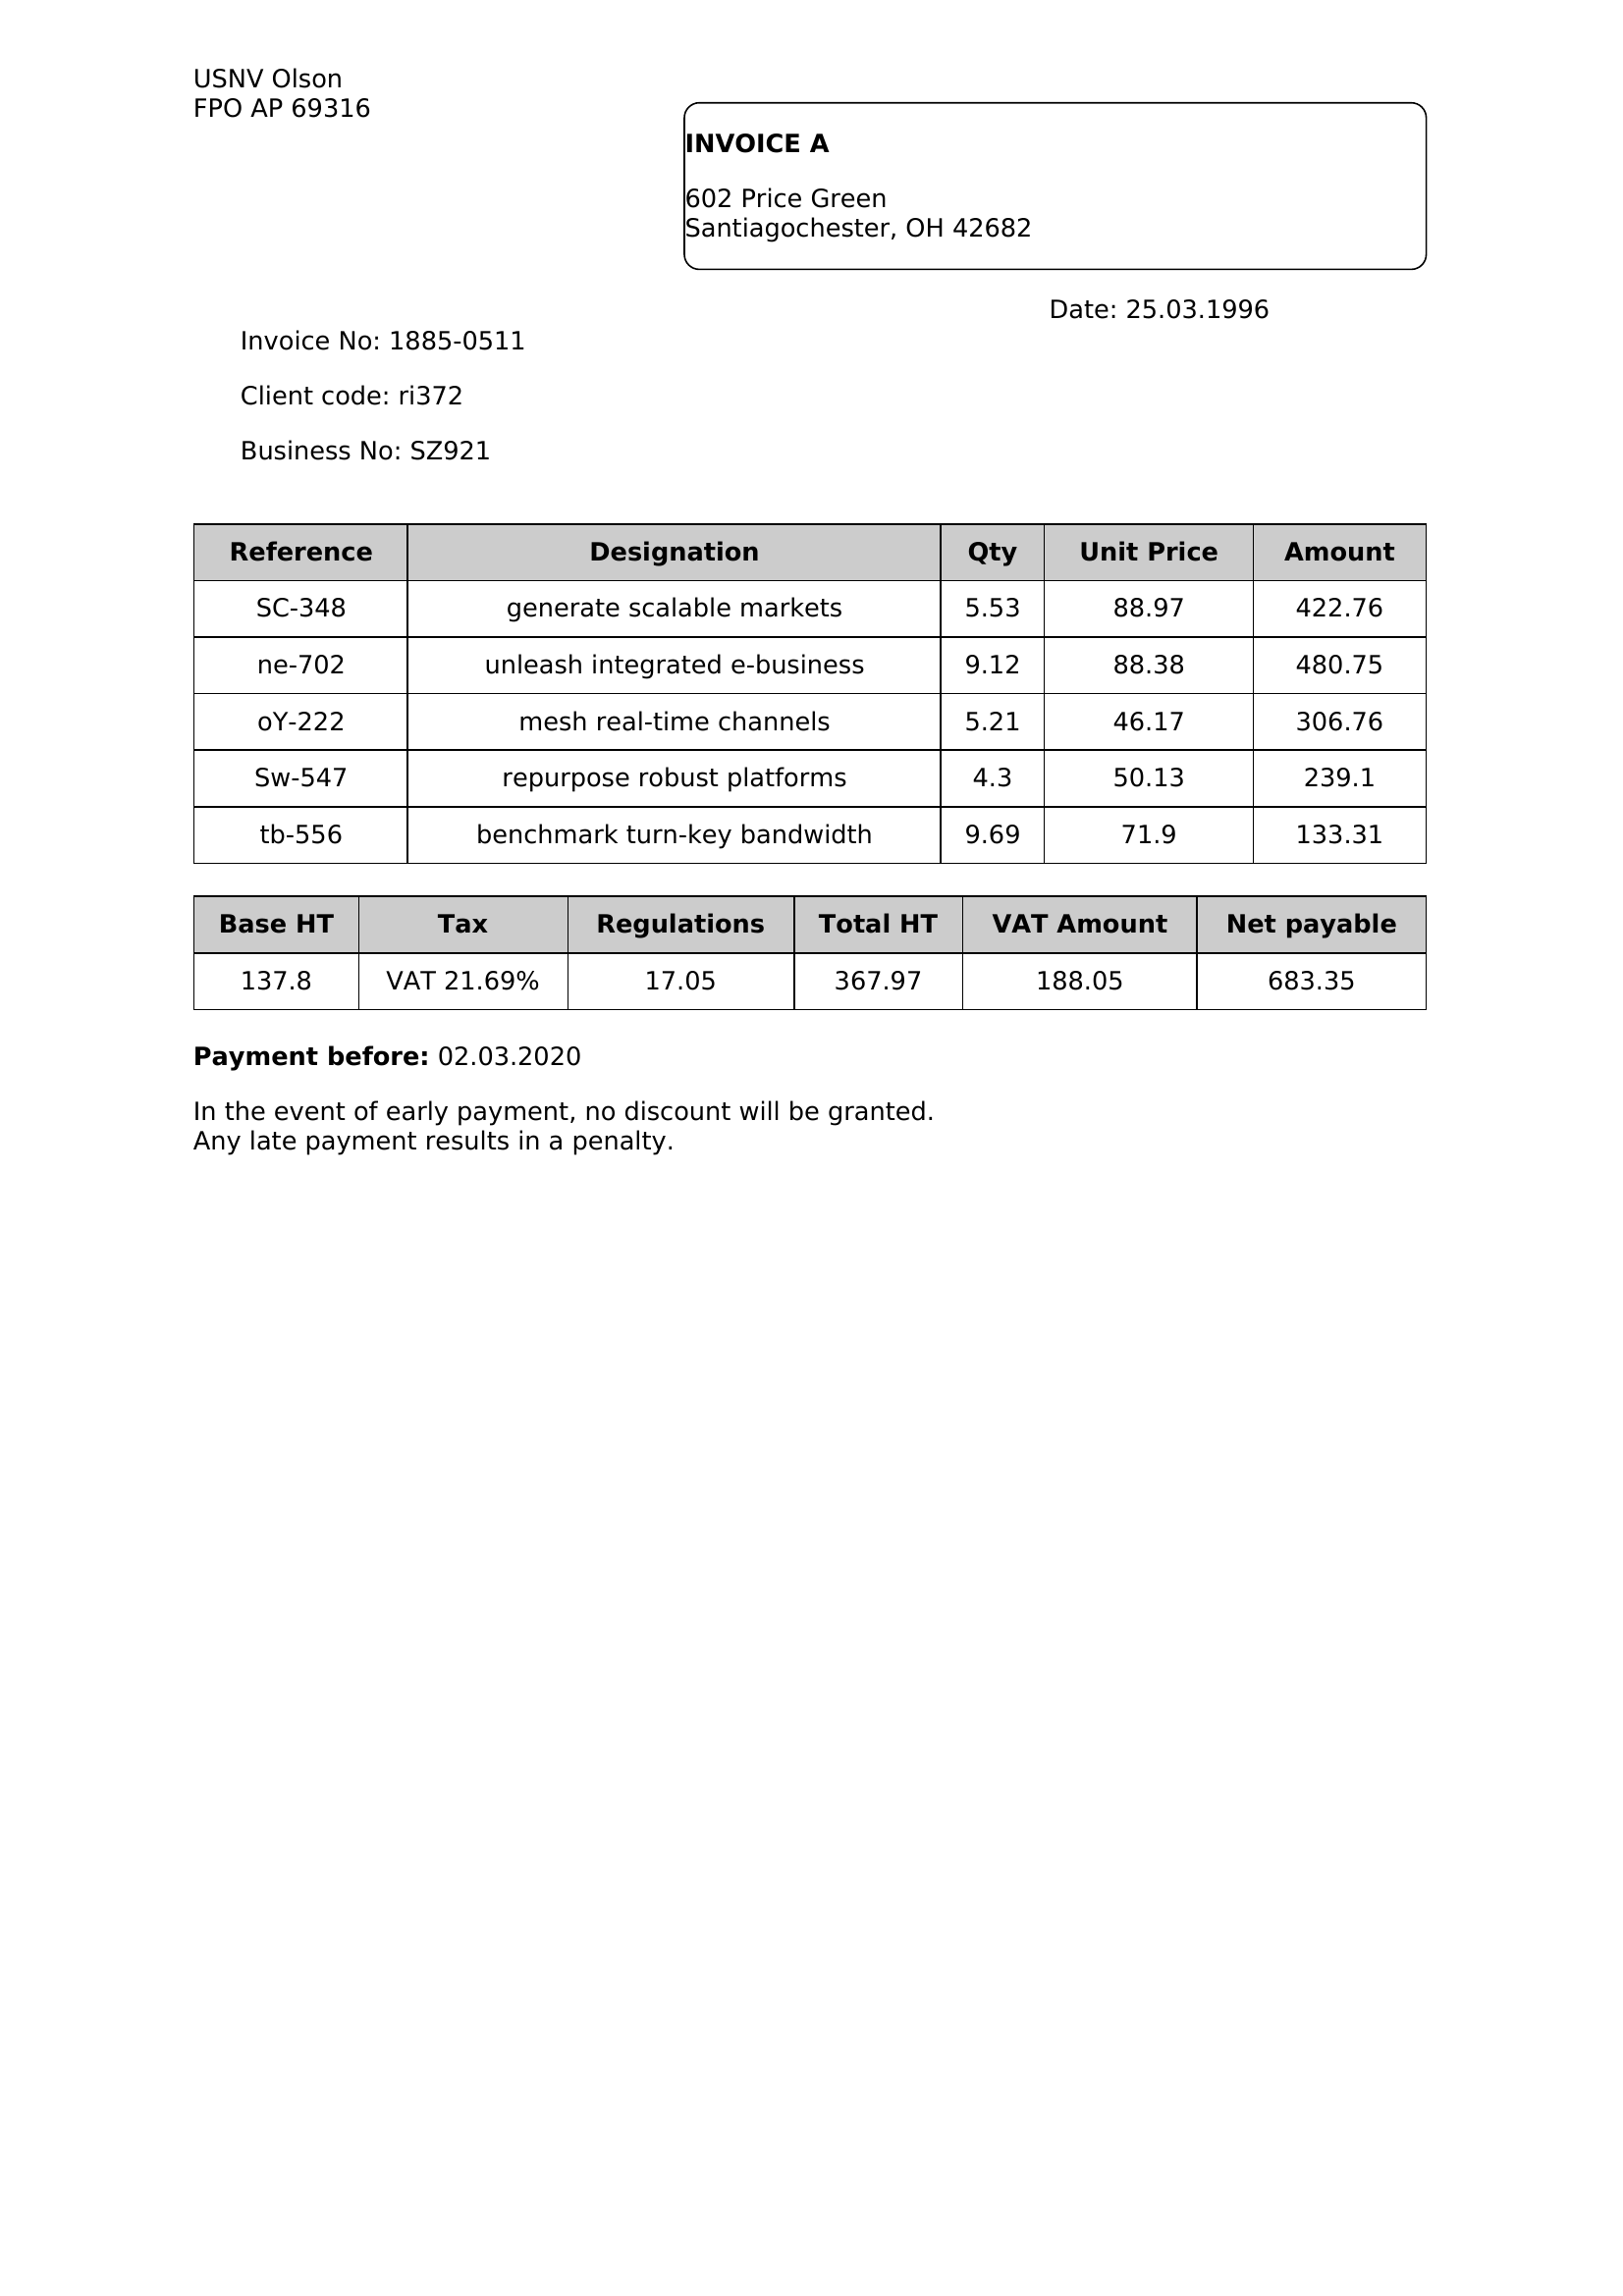 USNV Olson
FPO AP 69316
INVOICE A
602 Price Green
Santiagochester, OH 42682
Date: 25.03.1996
Invoice No: 1885-0511
Client code: ri372
Business No: SZ921
Reference Designation Qty Unit Price Amount
SC-348 generate scalable markets 5.53 88.97 422.76
ne-702 unleash integrated e-business 9.12 88.38 480.75
oY-222 mesh real-time channels 5.21 46.17 306.76
Sw-547 repurpose robust platforms 4.3 50.13 239.1
tb-556 benchmark turn-key bandwidth 9.69 71.9 133.31
Base HT Tax Regulations Total HT VAT Amount Net payable
137.8 VAT 21.69% 17.05 367.97 188.05 683.35
Payment before: 02.03.2020
In the event of early payment, no discount will be granted.
Any late payment results in a penalty.